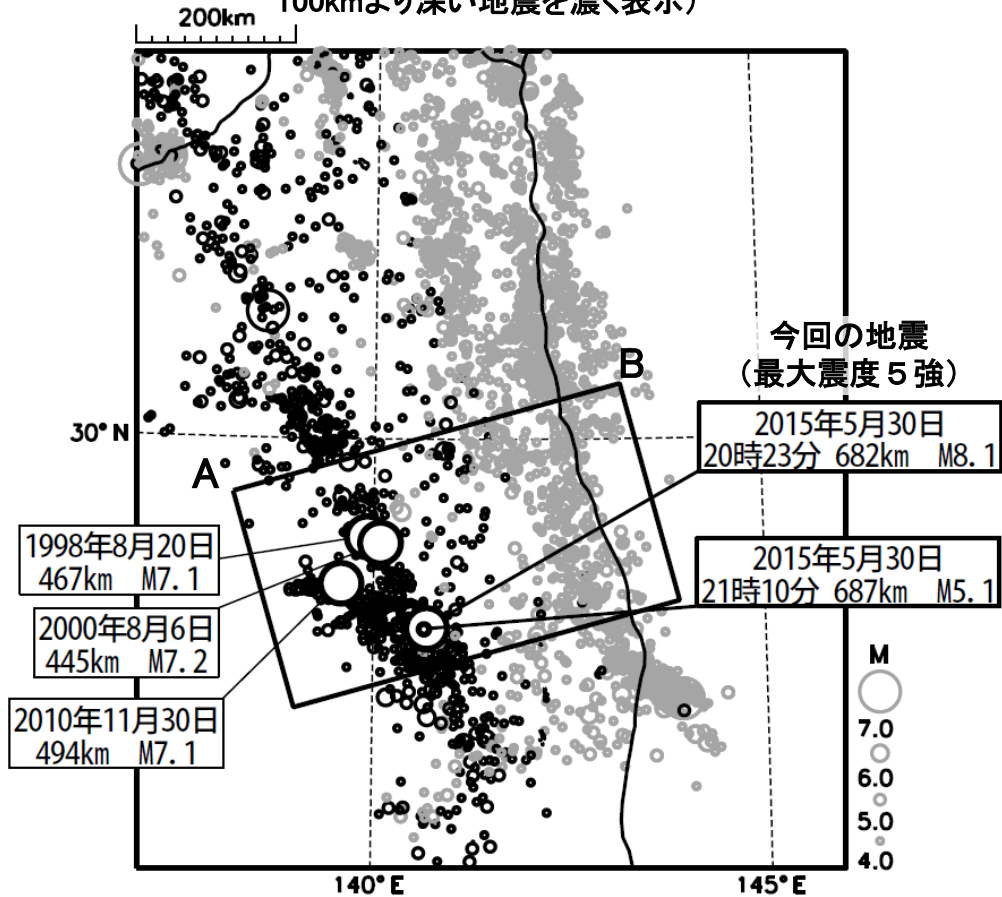 100kmより深い地震を濃く表示）
200km
今回の地震
（最大震度５強）
B
30°N
2015年5月30日
20時23分 682km M8.1
A
1998年8月20日
467km M7.1
2015年5月30日
21時10分 687km M5.1
2000年8月6日
445km M7.2
2010年11月30日
494km M7.1
M
7.0
6.0
5.0
4.0
140°E
145°E